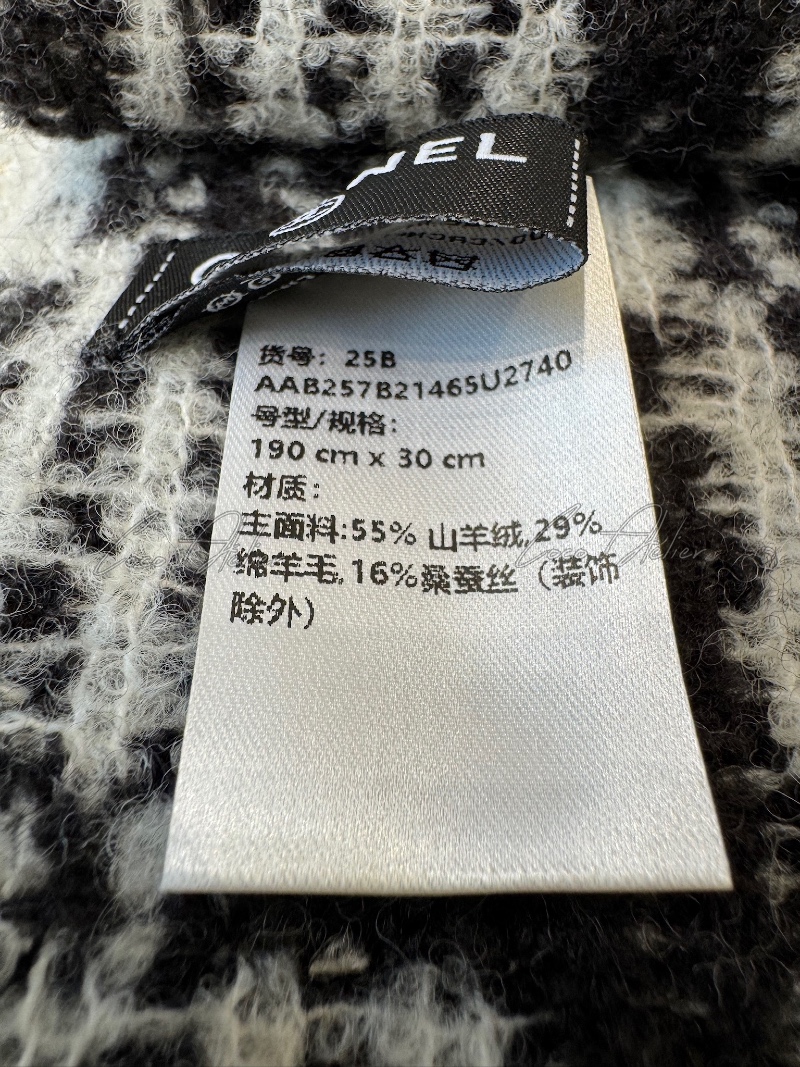 NEL
货号：25B
AAB257B21465U2740
号型/规格：
190 cm x 30 cm
材质：
主面料:55% 山羊绒,29%
绵羊毛,16%桑蚕丝（装饰
除外）